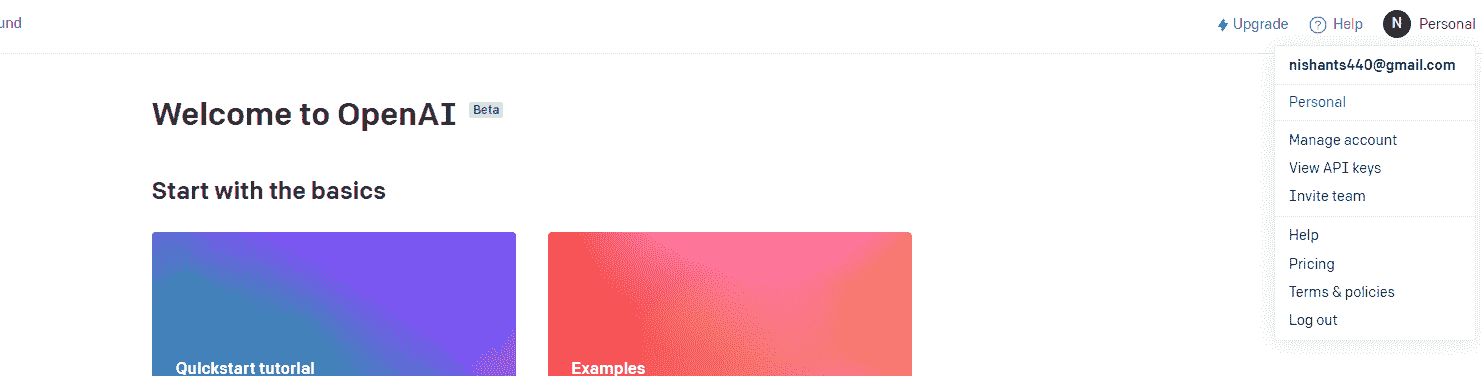 und
Upgrade Help N Personal
nishants440@gmail.com
Personal
Manage account
View API keys
Invite team
Help
Pricing
Terms & policies
Log out
Welcome to OpenAI Beta
Start with the basics
Quickstart tutorial
Examples